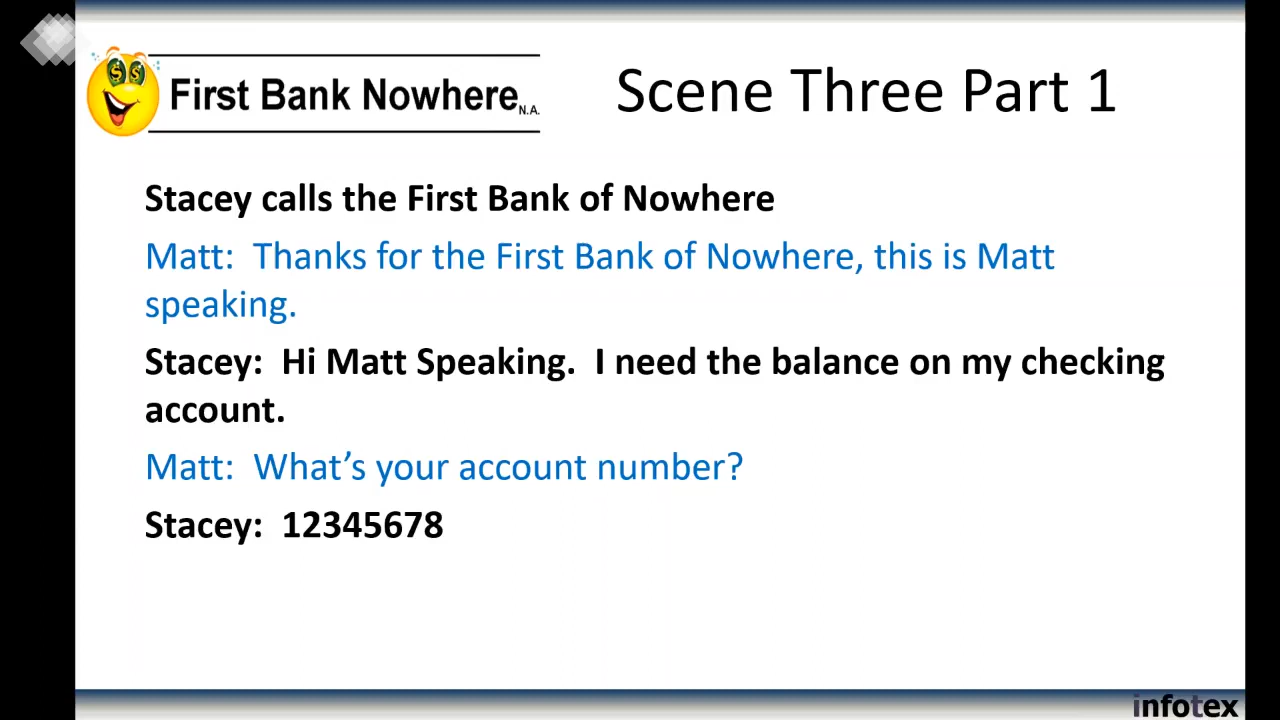 First Bank Nowhere N.A.
Scene Three Part 1
Stacey calls the First Bank of Nowhere
Matt:  Thanks for the First Bank of Nowhere, this is Matt
speaking.
Stacey:  Hi Matt Speaking.  I need the balance on my checking
account.
Matt:  What’s your account number?
Stacey:  12345678
infotex